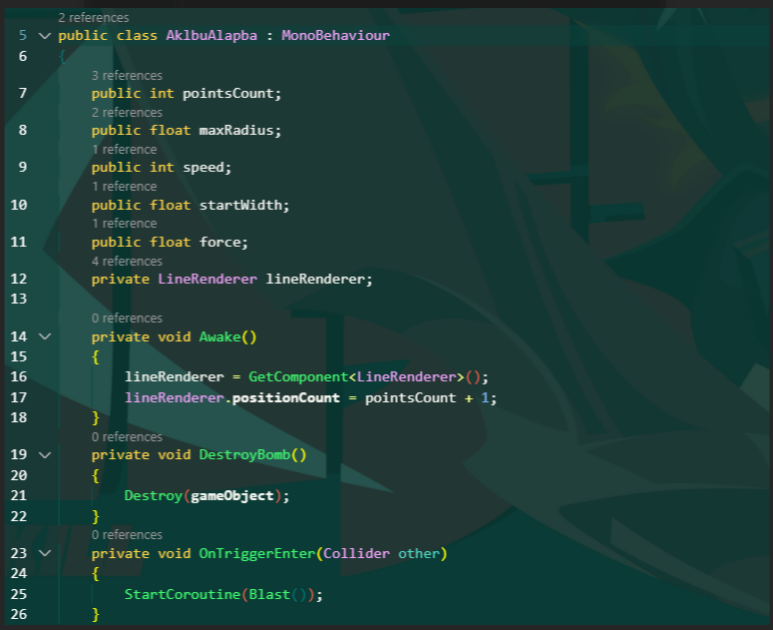 2 references
5 public class AklbuAlapba : MonoBehaviour
6 {
3 references
7 public int pointsCount;
2 references
8 public float maxRadius;
1 reference
9 public int speed;
1 reference
10 public float startWidth;
1 reference
11 public float force;
4 references
12 private LineRenderer lineRenderer;
13
0 references
14 private void Awake()
15 {
16 lineRenderer = GetComponent<LineRenderer>();
17 lineRenderer.positionCount = pointsCount + 1;
18 }
0 references
19 private void DestroyBomb()
20 {
21 Destroy(gameObject);
22 }
0 references
23 private void OnTriggerEnter(Collider other)
24 {
25 StartCoroutine(Blast());
26 }